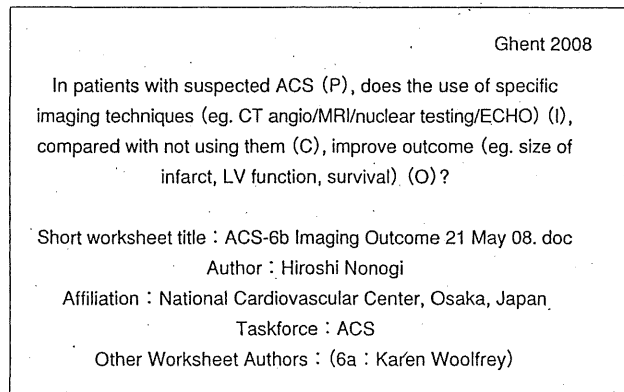 Ghent 2008
In patients with suspected ACS (P), does the use of specific
imaging techniques (eg. CT angio/MRI/nuclear testing/ECHO) (I),
compared with not using them (C), improve outcome (eg. size of
infarct, LV function, survival) (O)?
Short worksheet title：ACS-6b Imaging Outcome 21 May 08. doc
Author：Hiroshi Nonogi
Affiliation：National Cardiovascular Center, Osaka, Japan
Taskforce：ACS
Other Worksheet Authors：(6a：Karen Woolfrey)